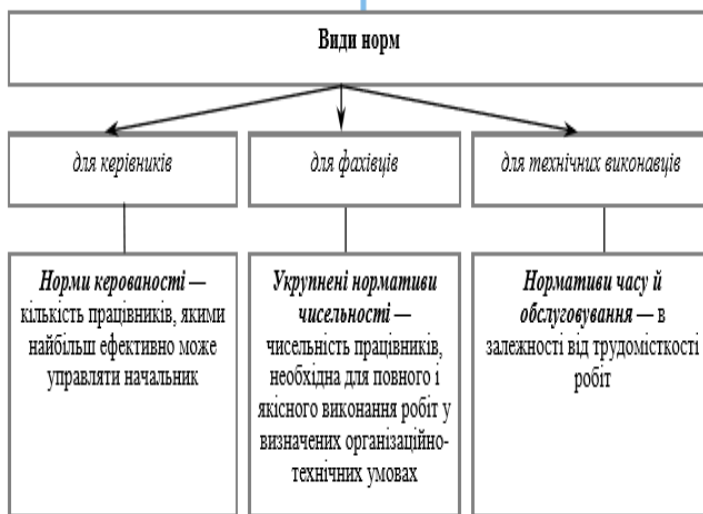 Види норм
для керівників
для фахівців
для технічних виконавців
Норми керованості —
кількість працівників, якими
найбільш ефективно може
управляти начальник
Укрупнені нормативи
чисельності —
чисельність працівників,
необхідна для повного і
якісного виконання робіт у
визначених організаційно-
технічних умовах
Нормативи часу й
обслуговування — в
залежності від трудомісткості
робіт